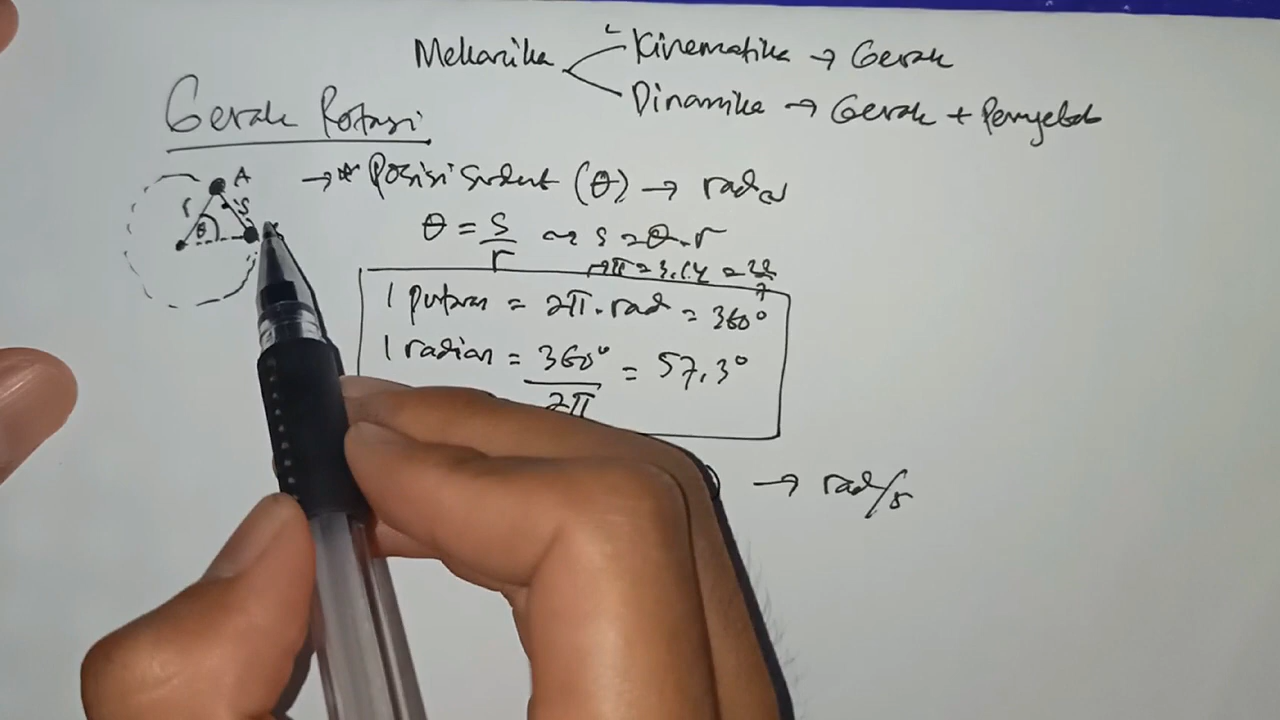 Mekanika
Kinematika → Gerak
Dinamika → Gerak + Penyebab
Gerak Rotasi
A
r
s
θ
→ * Posisi sudut (θ) → rad
θ = s/r ~ s = θ.r
→ π = 3.14 = 22/7
1 putaran = 2π.rad = 360°
1 radian = 360°/2π = 57,3°
→ rad/s